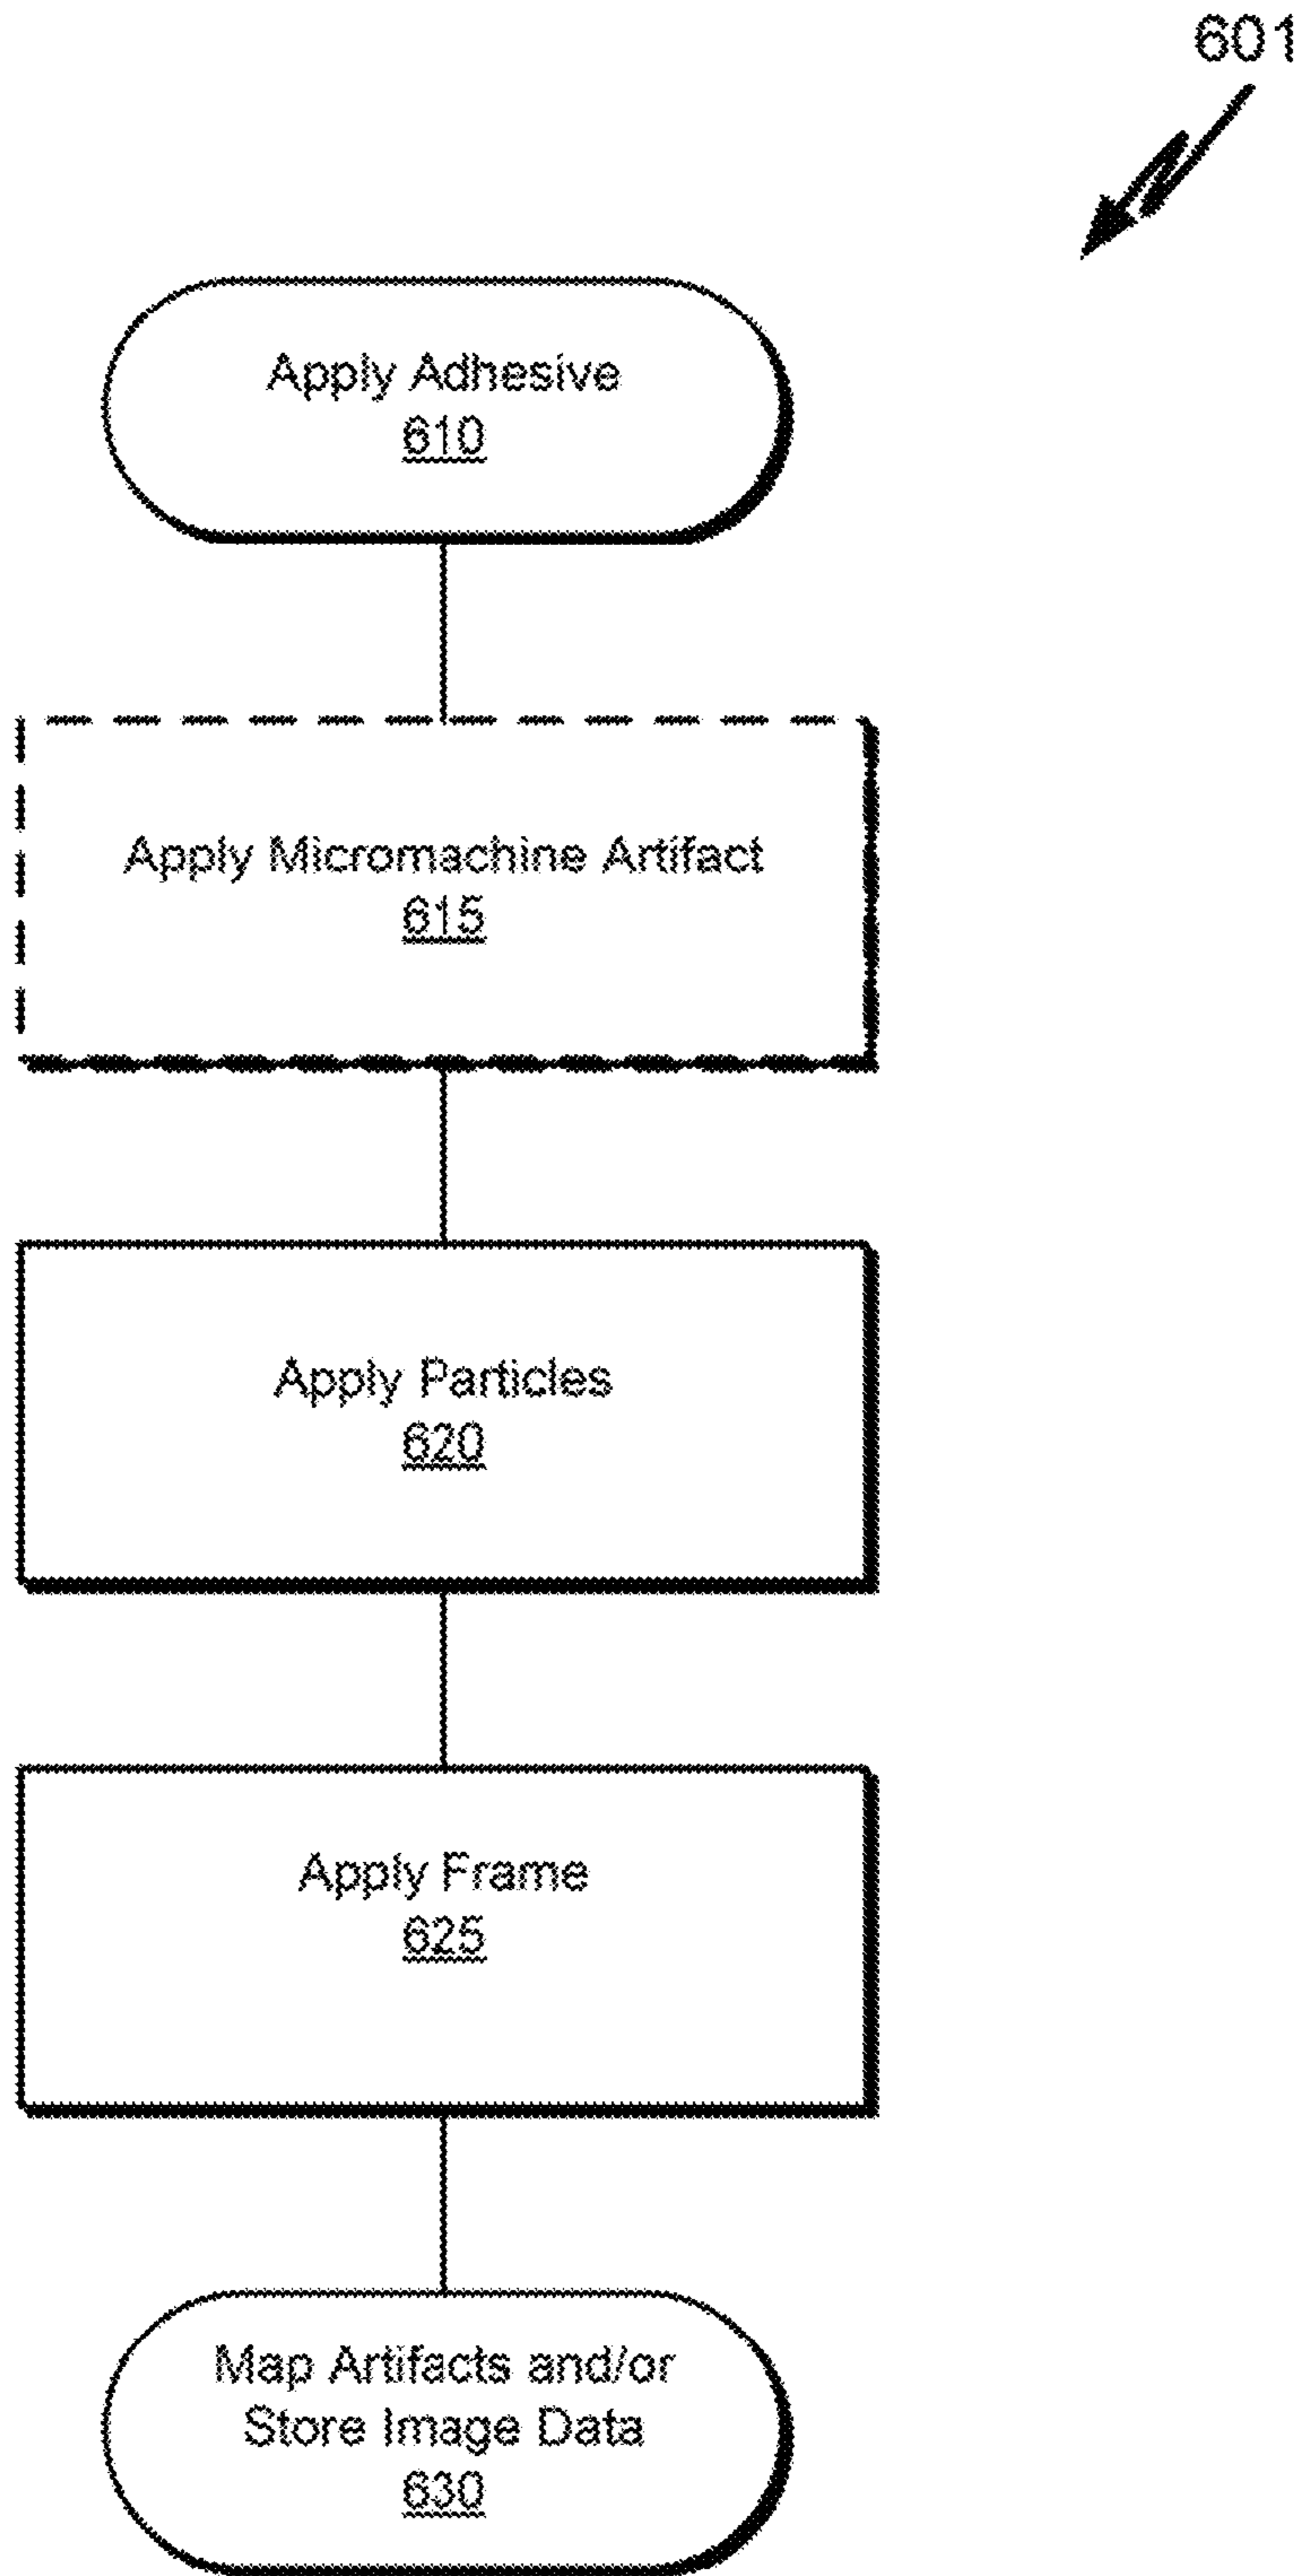 601
Apply Adhesive
610
Apply Micromachine Artifact
615
Apply Particles
620
Apply Frame
625
Map Artifacts and/or
Store Image Data
630